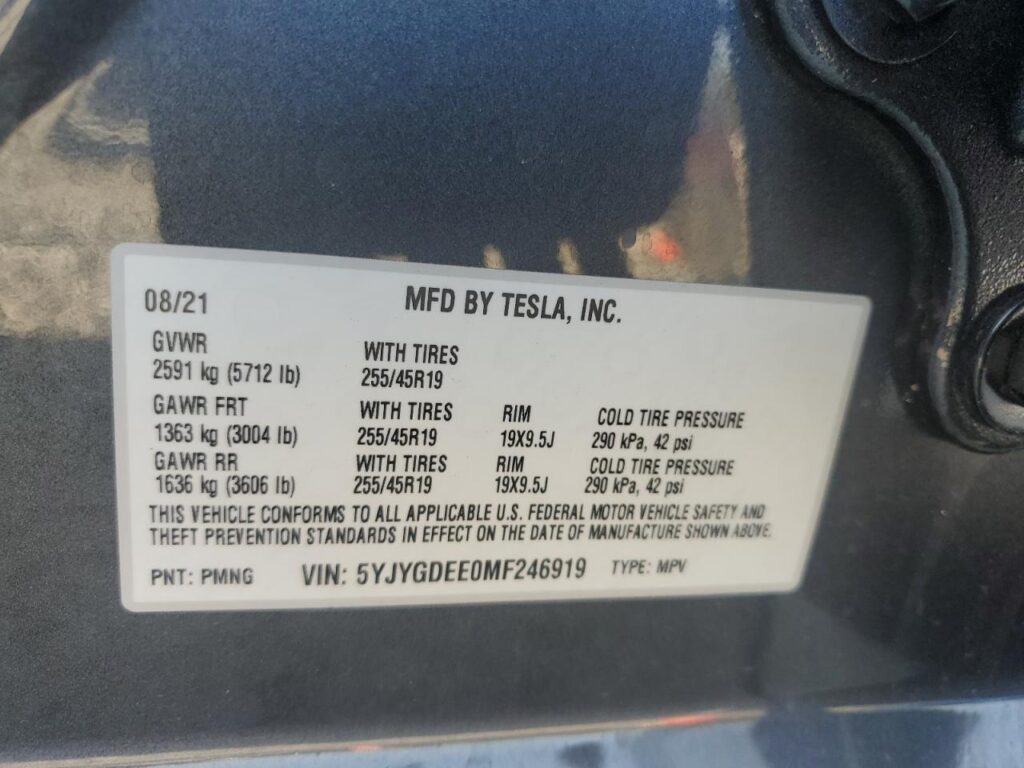 08/21 MFD BY TESLA, INC.
GVWR WITH TIRES
2591 kg (5712 lb) 255/45R19
GAWR FRT WITH TIRES RIM COLD TIRE PRESSURE
1363 kg (3004 lb) 255/45R19 19X9.5J 290 kPa, 42 psi
GAWR RR WITH TIRES RIM COLD TIRE PRESSURE
1636 kg (3606 lb) 255/45R19 19X9.5J 290 kPa, 42 psi
THIS VEHICLE CONFORMS TO ALL APPLICABLE U.S. FEDERAL MOTOR VEHICLE SAFETY AND
THEFT PREVENTION STANDARDS IN EFFECT ON THE DATE OF MANUFACTURE SHOWN ABOVE.
PNT: PMNG VIN: 5YJYGDEE0MF246919 TYPE: MPV